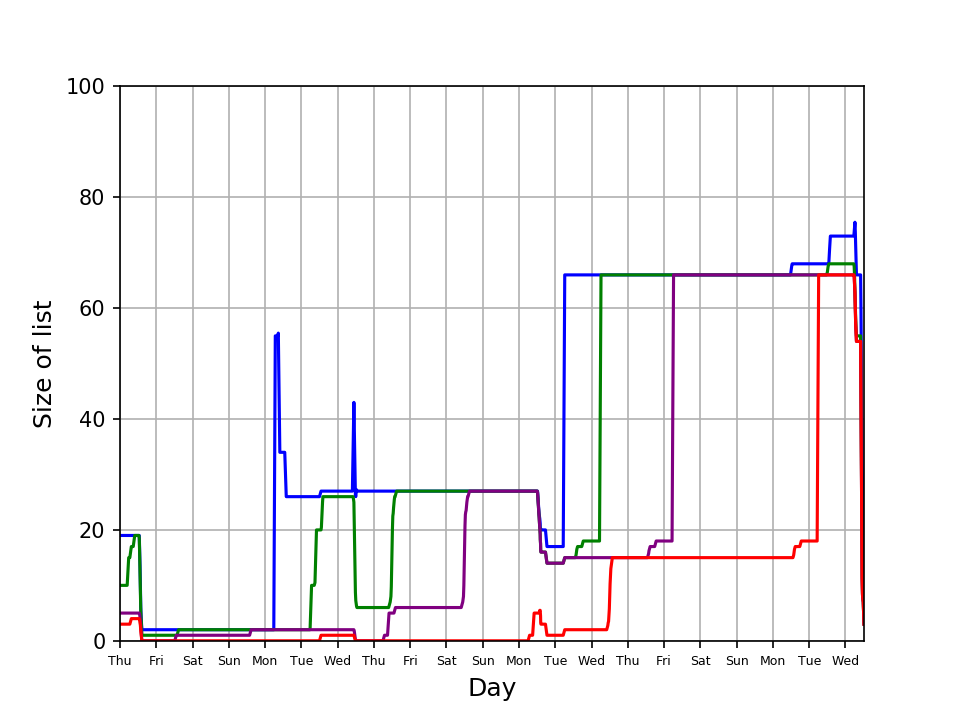 100
80
60
40
20
0
Size of list
Thu Fri Sat Sun Mon Tue Wed Thu Fri Sat Sun Mon Tue Wed Thu Fri Sat Sun Mon Tue Wed
Day